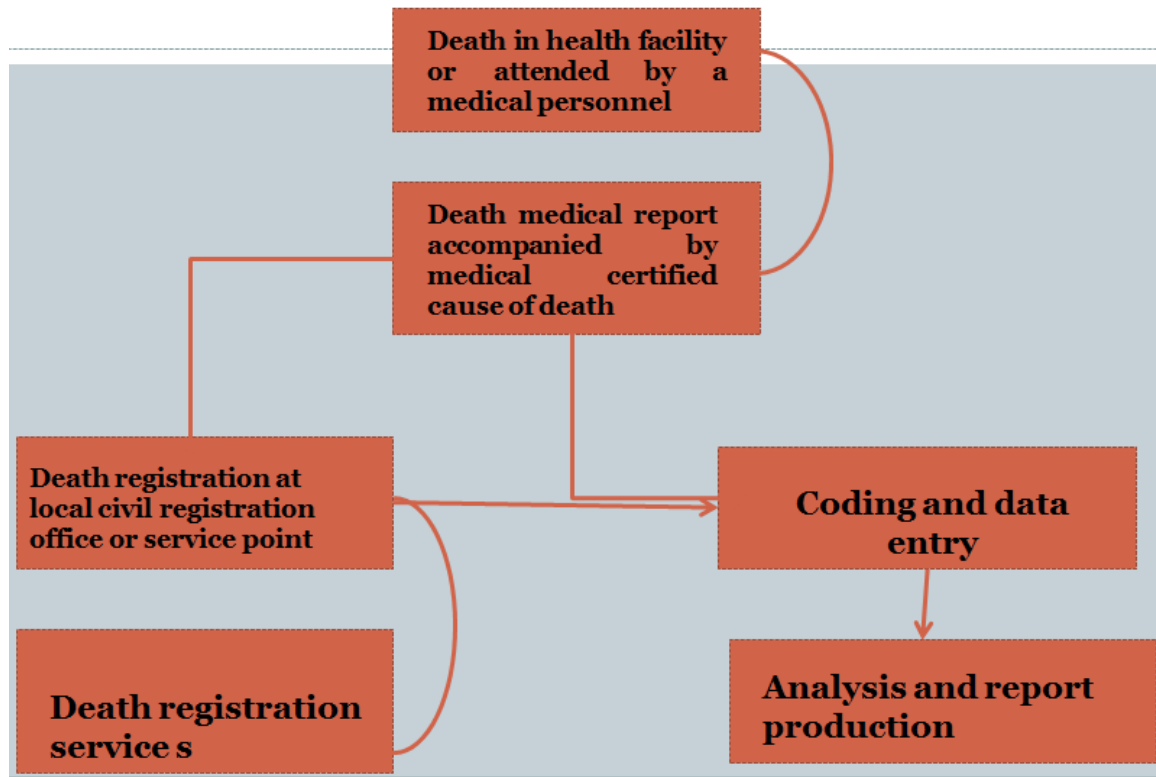 Death in health facility
or attended by a
medical personnel
Death medical report
accompanied by
medical certified
cause of death
Death registration at
local civil registration
office or service point
Coding and data
entry
Death registration
service s
Analysis and report
production